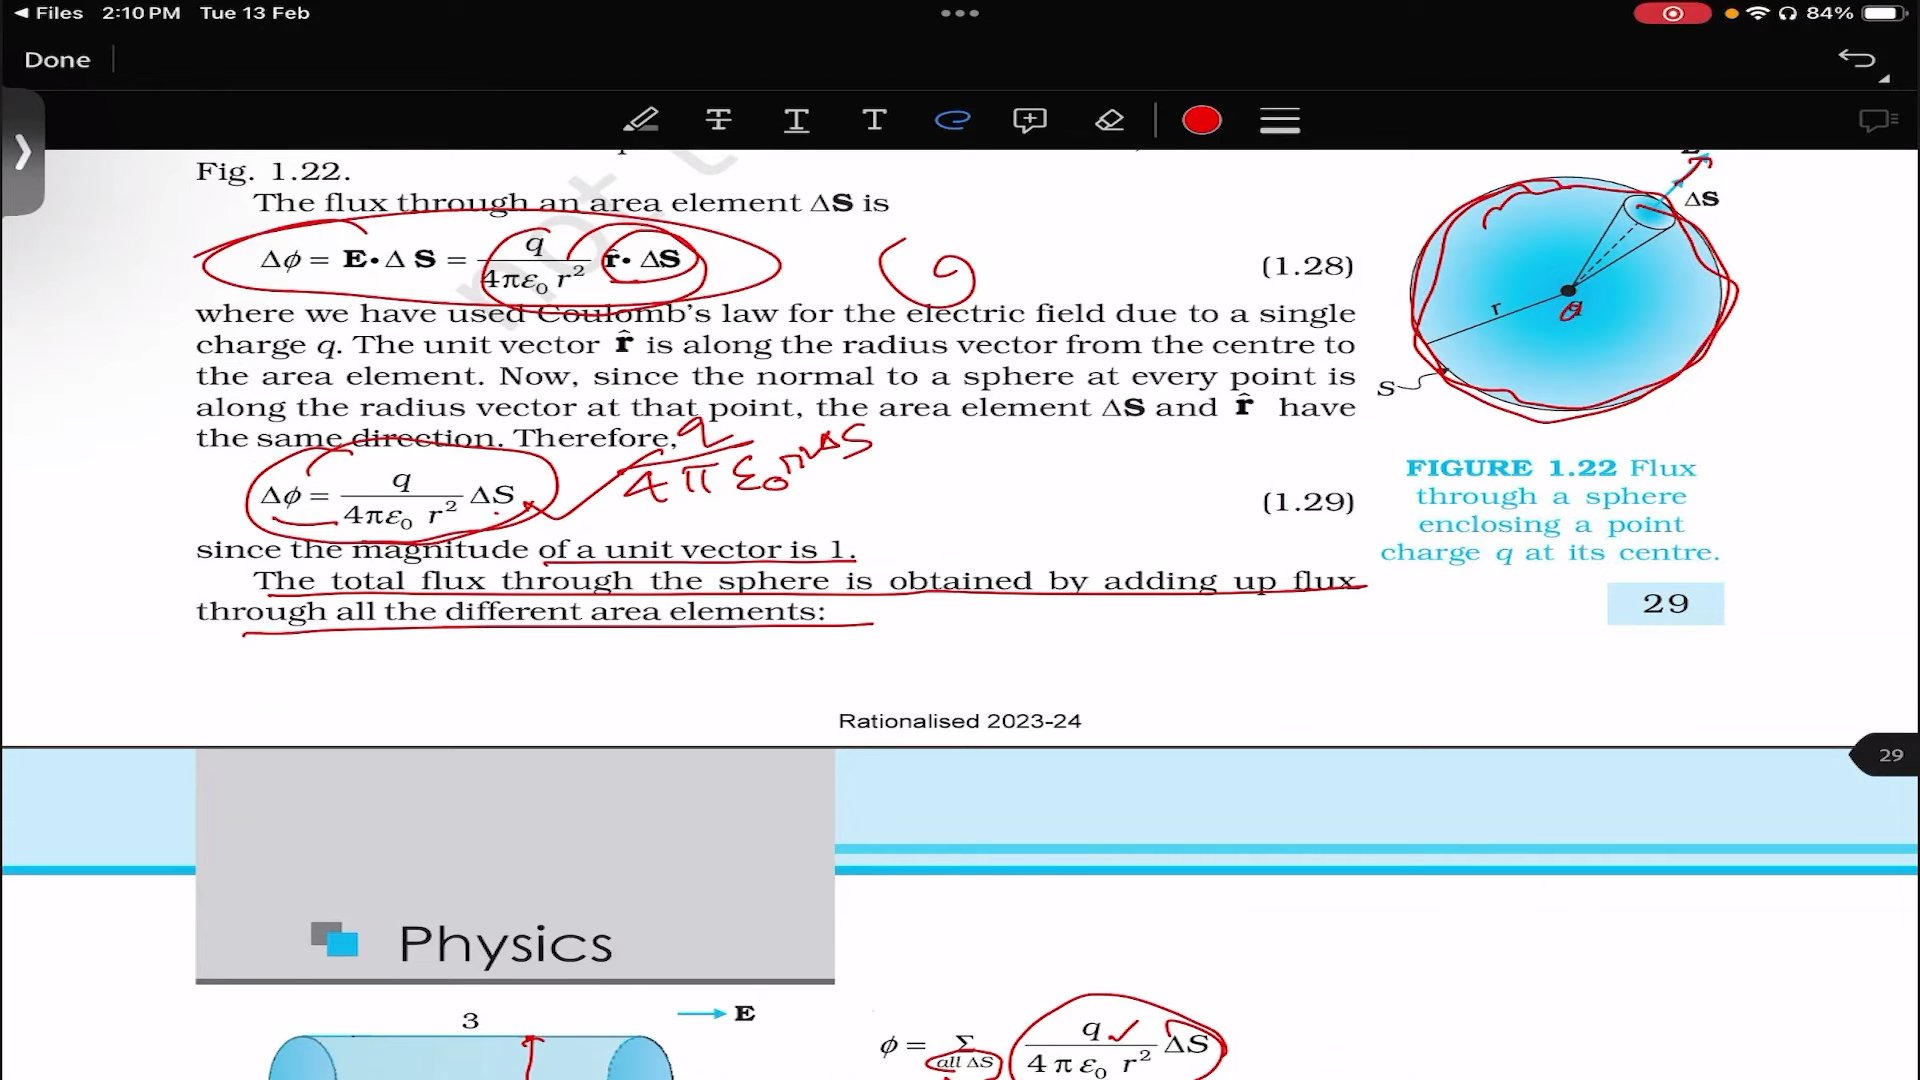 Files 2:10 PM Tue 13 Feb 84%
Done
Fig. 1.22.
The flux through an area element ΔS is
Δϕ = E•Δ S = q / 4πε₀ r² r̂• ΔS (1.28)
where we have used Coulomb's law for the electric field due to a single
charge q. The unit vector r̂ is along the radius vector from the centre to
the area element. Now, since the normal to a sphere at every point is
along the radius vector at that point, the area element ΔS and r̂ have
the same direction. Therefore,
q / 4π ε₀ r² ΔS
Δϕ = q / 4πε₀ r² ΔS (1.29)
since the magnitude of a unit vector is 1.
The total flux through the sphere is obtained by adding up flux
through all the different area elements:
ΔS
r
q
S
FIGURE 1.22 Flux
through a sphere
enclosing a point
charge q at its centre.
29
Rationalised 2023-24
29
Physics
3
E
ϕ = Σ all ΔS q / 4 π ε₀ r² ΔS